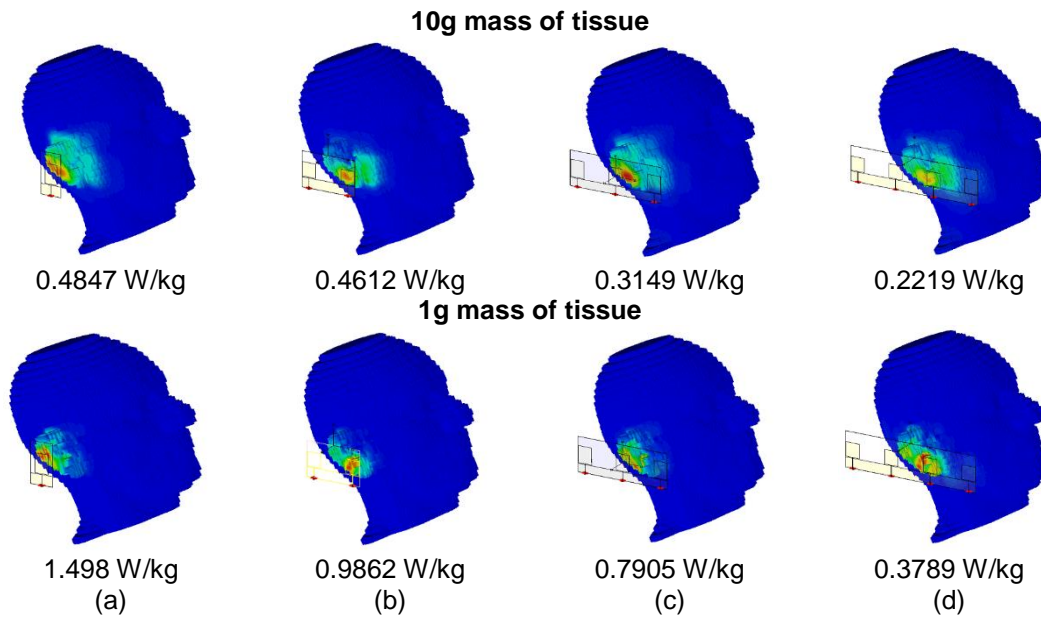 10g mass of tissue
0.4847 W/kg 0.4612 W/kg 0.3149 W/kg 0.2219 W/kg
1g mass of tissue
1.498 W/kg 0.9862 W/kg 0.7905 W/kg 0.3789 W/kg
(a) (b) (c) (d)